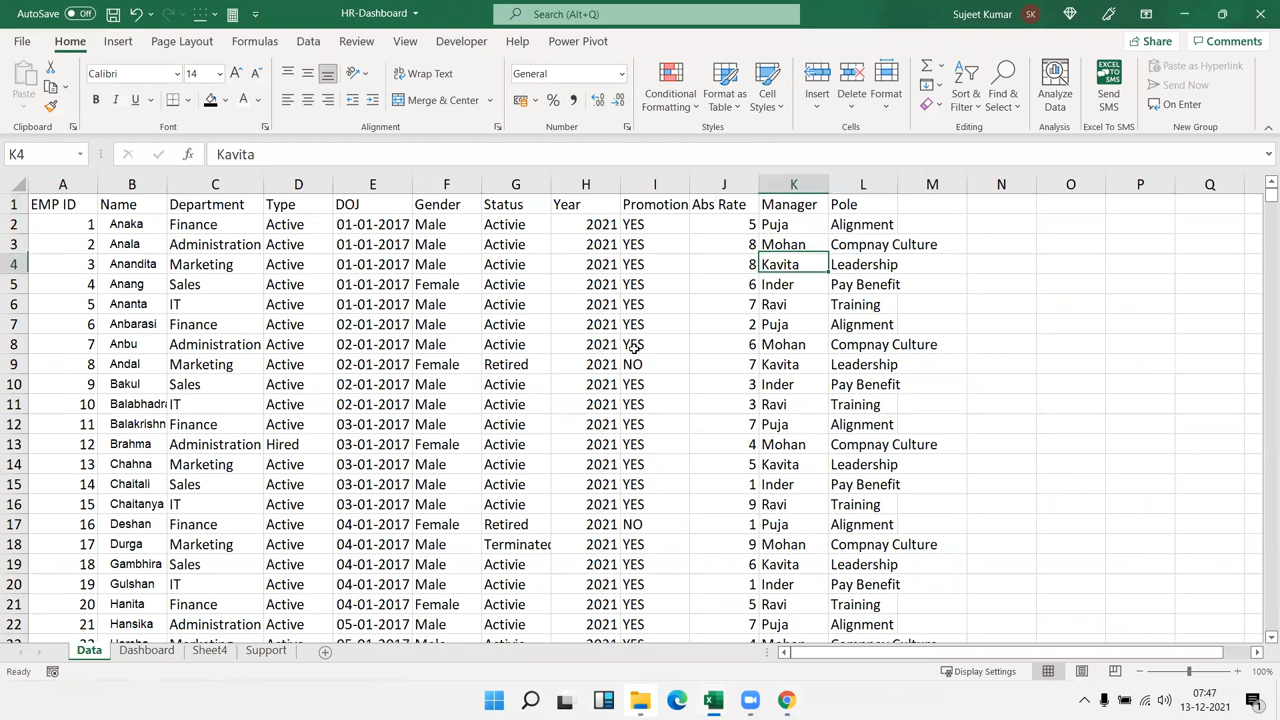 AutoSave Off HR-Dashboard Search (Alt+Q) Sujeet Kumar SK
File Home Insert Page Layout Formulas Data Review View Developer Help Power Pivot Share Comments
Paste Calibri 14 Wrap Text General Conditional Formatting Format as Table Cell Styles Insert Delete Format Sort & Filter Find & Select Analyze Data Send SMS Paste as Hyperlink
B I U Merge & Center Send Now
On Enter
Clipboard Font Alignment Number Styles Cells Editing Analysis Excel To SMS New Group
K4 fx Kavita
A B C D E F G H I J K L M N O P Q
1 EMP ID Name Department Type DOJ Gender Status Year Promotion Abs Rate Manager Pole
2 1 Anaka Finance Active 01-01-2017 Male Activie 2021 YES 5 Puja Alignment
3 2 Anala Administration Active 01-01-2017 Male Activie 2021 YES 8 Mohan Compnay Culture
4 3 Anandita Marketing Active 01-01-2017 Male Activie 2021 YES 8 Kavita Leadership
5 4 Anang Sales Active 01-01-2017 Female Activie 2021 YES 6 Inder Pay Benefit
6 5 Ananta IT Active 01-01-2017 Male Activie 2021 YES 7 Ravi Training
7 6 Anbarasi Finance Active 02-01-2017 Male Activie 2021 YES 2 Puja Alignment
8 7 Anbu Administration Active 02-01-2017 Male Activie 2021 YES 6 Mohan Compnay Culture
9 8 Andal Marketing Active 02-01-2017 Female Retired 2021 NO 7 Kavita Leadership
10 9 Bakul Sales Active 02-01-2017 Male Activie 2021 YES 3 Inder Pay Benefit
11 10 Balabhadra IT Active 02-01-2017 Male Activie 2021 YES 3 Ravi Training
12 11 Balakrishn Finance Active 03-01-2017 Male Activie 2021 YES 7 Puja Alignment
13 12 Brahma Administration Hired 03-01-2017 Female Activie 2021 YES 4 Mohan Compnay Culture
14 13 Chahna Marketing Active 03-01-2017 Male Activie 2021 YES 5 Kavita Leadership
15 14 Chaitali Sales Active 03-01-2017 Male Activie 2021 YES 1 Inder Pay Benefit
16 15 Chaitanya IT Active 03-01-2017 Male Activie 2021 YES 9 Ravi Training
17 16 Deshan Finance Active 04-01-2017 Female Retired 2021 NO 1 Puja Alignment
18 17 Durga Marketing Active 04-01-2017 Male Terminated 2021 YES 9 Mohan Compnay Culture
19 18 Gambhira Sales Active 04-01-2017 Male Activie 2021 YES 6 Kavita Leadership
20 19 Gulshan IT Active 04-01-2017 Male Activie 2021 YES 1 Inder Pay Benefit
21 20 Hanita Finance Active 04-01-2017 Female Activie 2021 YES 5 Ravi Training
22 21 Hansika Administration Active 05-01-2017 Male Activie 2021 YES 7 Puja Alignment
Data Dashboard Sheet4 Support
Ready Display Settings 100%
07:47
13-12-2021